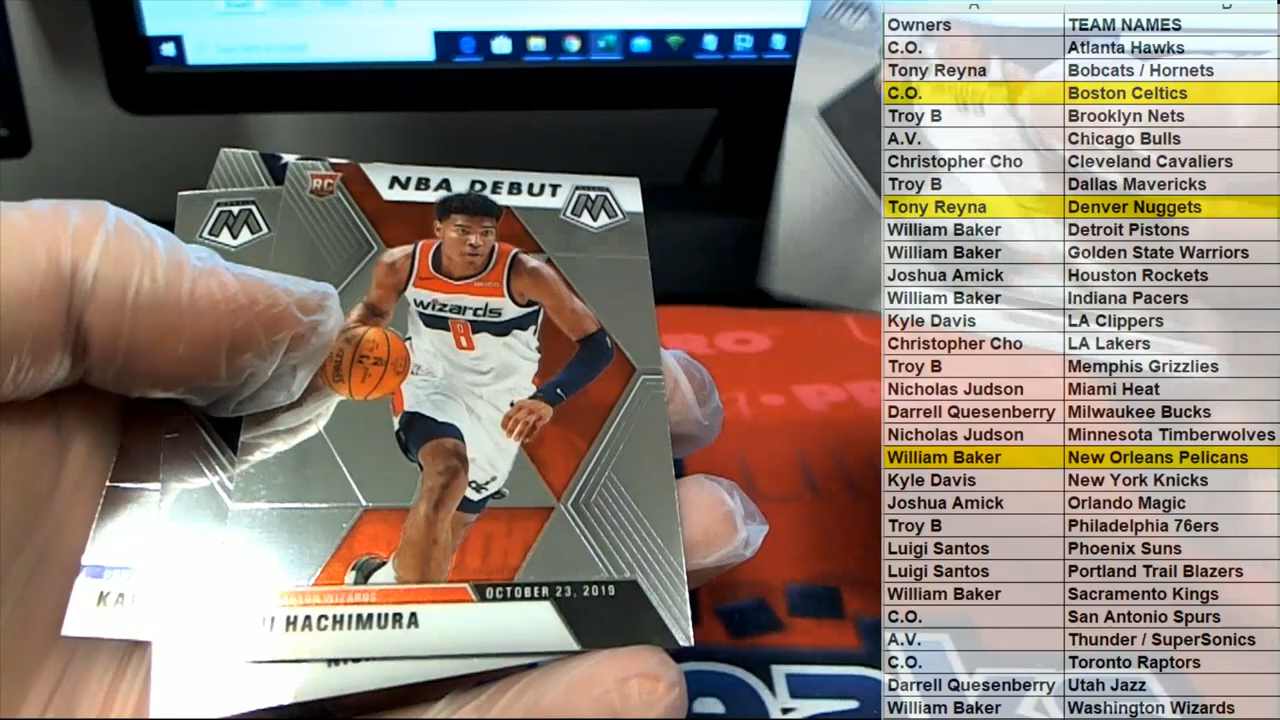 RC
NBA DEBUT
M
M
wizards
8
OCTOBER 23, 2019
HACHIMURA
Owners TEAM NAMES
C.O. Atlanta Hawks
Tony Reyna Bobcats / Hornets
C.O. Boston Celtics
Troy B Brooklyn Nets
A.V. Chicago Bulls
Christopher Cho Cleveland Cavaliers
Troy B Dallas Mavericks
Tony Reyna Denver Nuggets
William Baker Detroit Pistons
William Baker Golden State Warriors
Joshua Amick Houston Rockets
William Baker Indiana Pacers
Kyle Davis LA Clippers
Christopher Cho LA Lakers
Troy B Memphis Grizzlies
Nicholas Judson Miami Heat
Darrell Quesenberry Milwaukee Bucks
Nicholas Judson Minnesota Timberwolves
William Baker New Orleans Pelicans
Kyle Davis New York Knicks
Joshua Amick Orlando Magic
Troy B Philadelphia 76ers
Luigi Santos Phoenix Suns
Luigi Santos Portland Trail Blazers
William Baker Sacramento Kings
C.O. San Antonio Spurs
A.V. Thunder / SuperSonics
C.O. Toronto Raptors
Darrell Quesenberry Utah Jazz
William Baker Washington Wizards